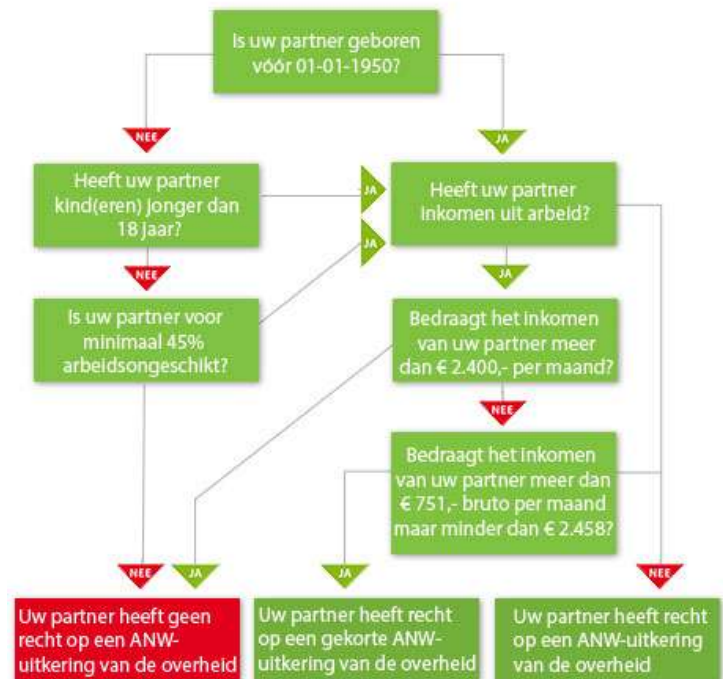 Is uw partner geboren
vóór 01-01-1950?
NEE
JA
Heeft uw partner
kind(eren) jonger dan
18 jaar?
JA
Heeft uw partner
inkomen uit arbeid?
JA
NEE
JA
Is uw partner voor
minimaal 45%
arbeidsongeschikt?
Bedraagt het inkomen
van uw partner meer
dan € 2.400,- per maand?
NEE
Bedraagt het inkomen
van uw partner meer dan
€ 751,- bruto per maand
maar minder dan € 2.458?
NEE
JA
JA
NEE
Uw partner heeft geen
recht op een ANW-
uitkering van de overheid
Uw partner heeft recht
op een gekorte ANW-
uitkering van de overheid
Uw partner heeft recht
op een ANW-uitkering
van de overheid